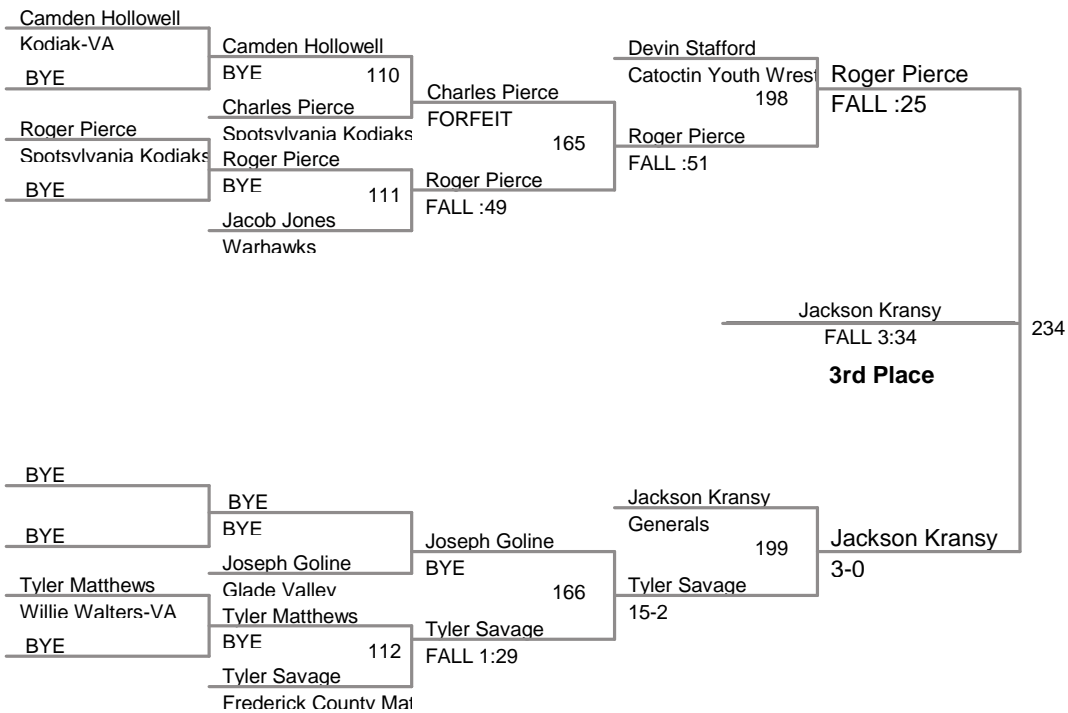 Camden Hollowell
Kodiak-VA
BYE
Roger Pierce
Spotsylvania Kodiaks
BYE
Camden Hollowell
BYE
110
Charles Pierce
Spotsylvania Kodiaks
Roger Pierce
BYE
111
Jacob Jones
Warhawks
Charles Pierce
FORFEIT
165
Roger Pierce
FALL :49
Devin Stafford
Catoctin Youth Wrest
198
Roger Pierce
FALL :51
Roger Pierce
FALL :25
Jackson Kransy
FALL 3:34
3rd Place
234
BYE
BYE
Tyler Matthews
Willie Walters-VA
BYE
BYE
BYE
Joseph Goline
Glade Valley
Tyler Matthews
BYE
112
Tyler Savage
Frederick County Mat
Joseph Goline
BYE
166
Tyler Savage
FALL 1:29
Jackson Kransy
Generals
199
Tyler Savage
15-2
Jackson Kransy
3-0